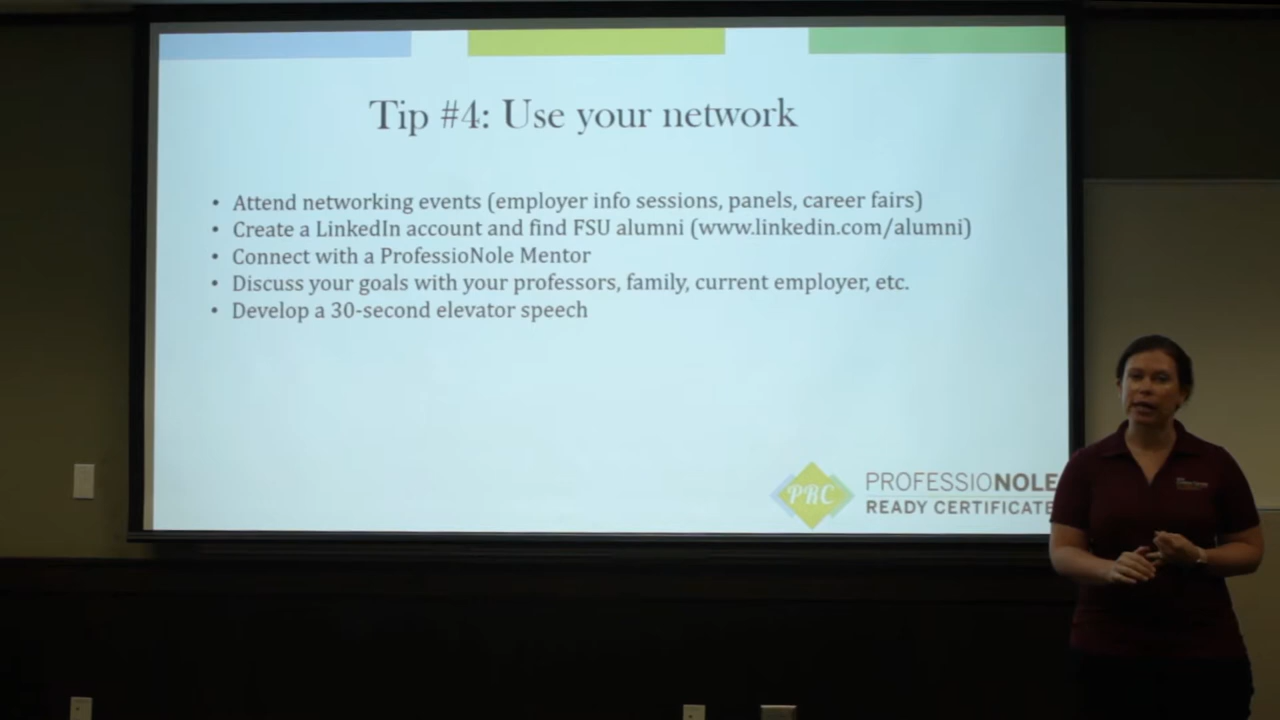 Tip #4: Use your network
• Attend networking events (employer info sessions, panels, career fairs)
• Create a LinkedIn account and find FSU alumni (www.linkedin.com/alumni)
• Connect with a ProfessioNole Mentor
• Discuss your goals with your professors, family, current employer, etc.
• Develop a 30-second elevator speech
PRC
PROFESSIONOLE
READY CERTIFICATE